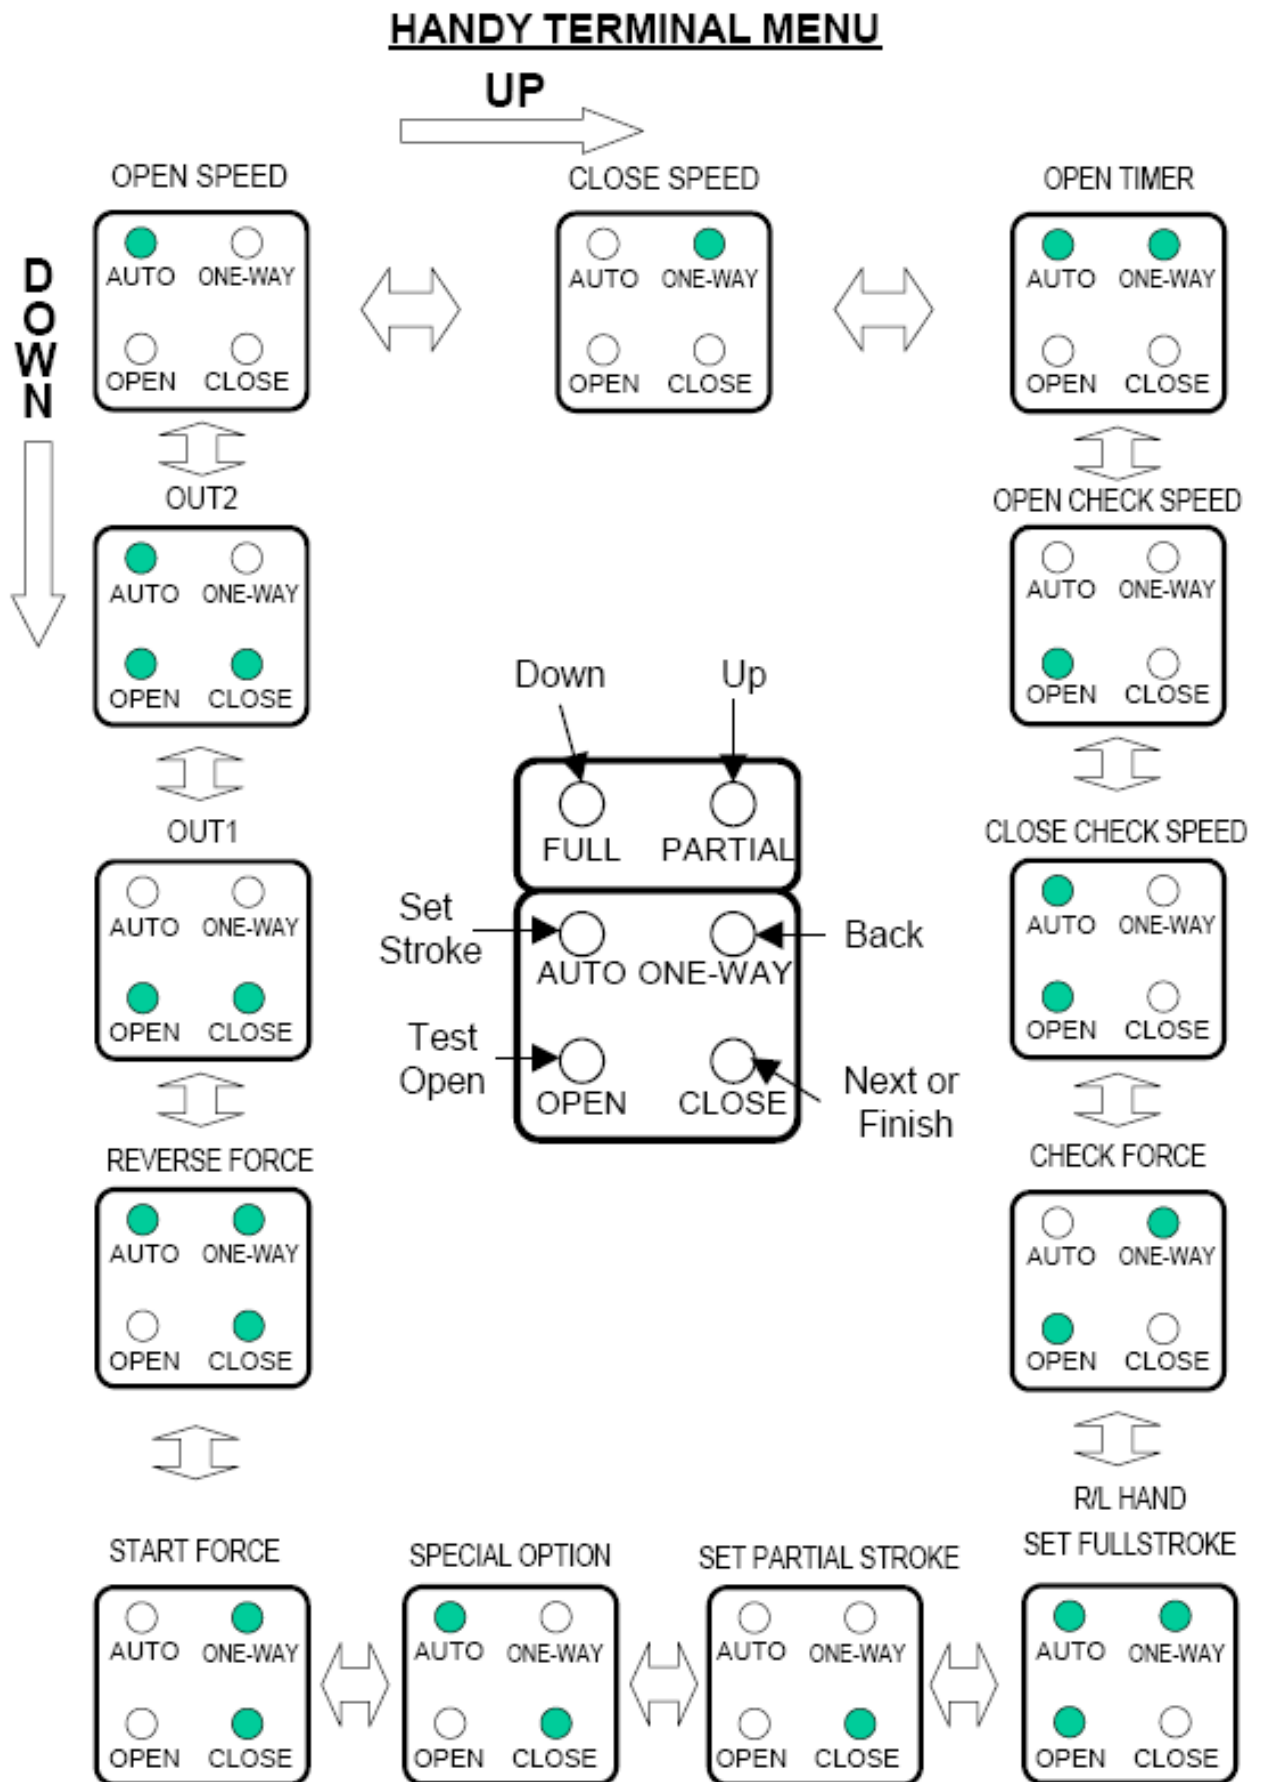 HANDY TERMINAL MENU
UP
OPEN SPEED
CLOSE SPEED
OPEN TIMER
DOWN
AUTO ONE-WAY
OPEN CLOSE
AUTO ONE-WAY
OPEN CLOSE
AUTO ONE-WAY
OPEN CLOSE
OUT2
OPEN CHECK SPEED
AUTO ONE-WAY
OPEN CLOSE
AUTO ONE-WAY
OPEN CLOSE
Down
Up
FULL PARTIAL
Set
Stroke
AUTO ONE-WAY
Back
Test
Open
OPEN CLOSE
Next or
Finish
OUT1
CLOSE CHECK SPEED
AUTO ONE-WAY
OPEN CLOSE
AUTO ONE-WAY
OPEN CLOSE
REVERSE FORCE
CHECK FORCE
AUTO ONE-WAY
OPEN CLOSE
AUTO ONE-WAY
OPEN CLOSE
START FORCE
SPECIAL OPTION
SET PARTIAL STROKE
R/L HAND
SET FULLSTROKE
AUTO ONE-WAY
OPEN CLOSE
AUTO ONE-WAY
OPEN CLOSE
AUTO ONE-WAY
OPEN CLOSE
AUTO ONE-WAY
OPEN CLOSE